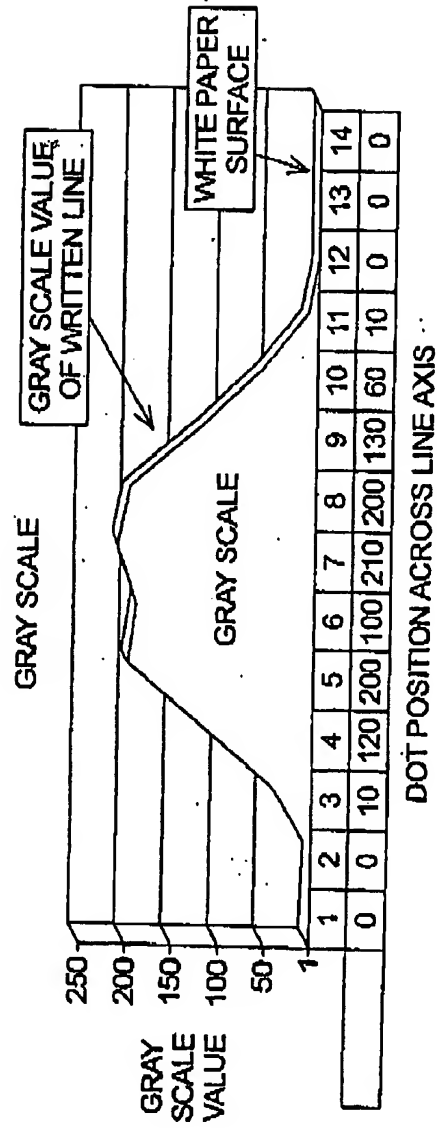 GRAY SCALE
GRAY SCALE VALUE
OF WRITTEN LINE
WHITE PAPER
SURFACE
GRAY
SCALE
VALUE
250
200
150
100
50
1
GRAY SCALE
1 2 3 4 5 6 7 8 9 10 11 12 13 14
0 0 10 120 200 100 210 200 130 60 10 0 0 0
DOT POSITION ACROSS LINE AXIS